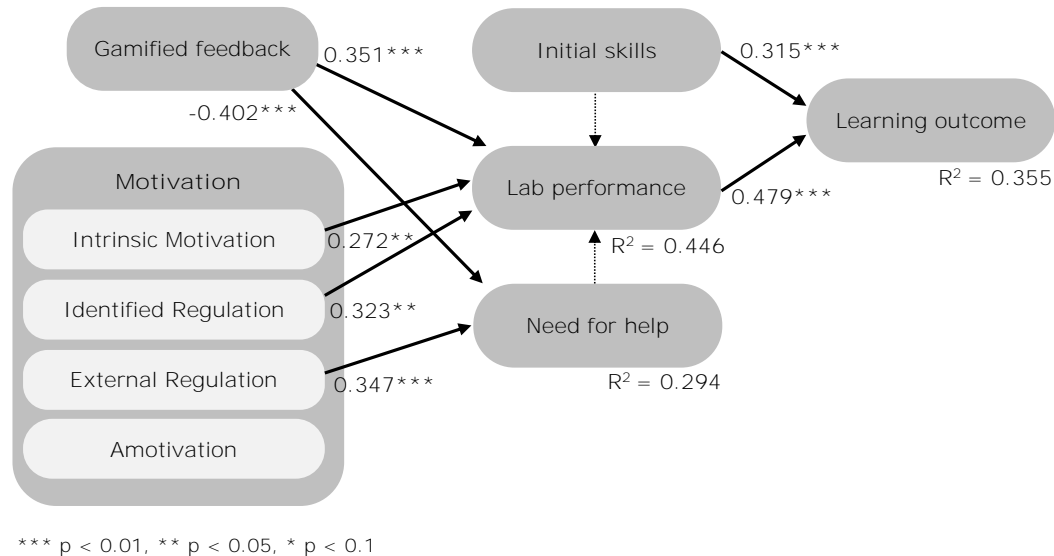 Gamified feedback
0.351***
-0.402***
Initial skills
0.315***
Learning outcome
R² = 0.355
Motivation
Intrinsic Motivation
0.272**
Identified Regulation
0.323**
External Regulation
0.347***
Amotivation
Lab performance
0.479***
R² = 0.446
Need for help
R² = 0.294
*** p < 0.01, ** p < 0.05, * p < 0.1